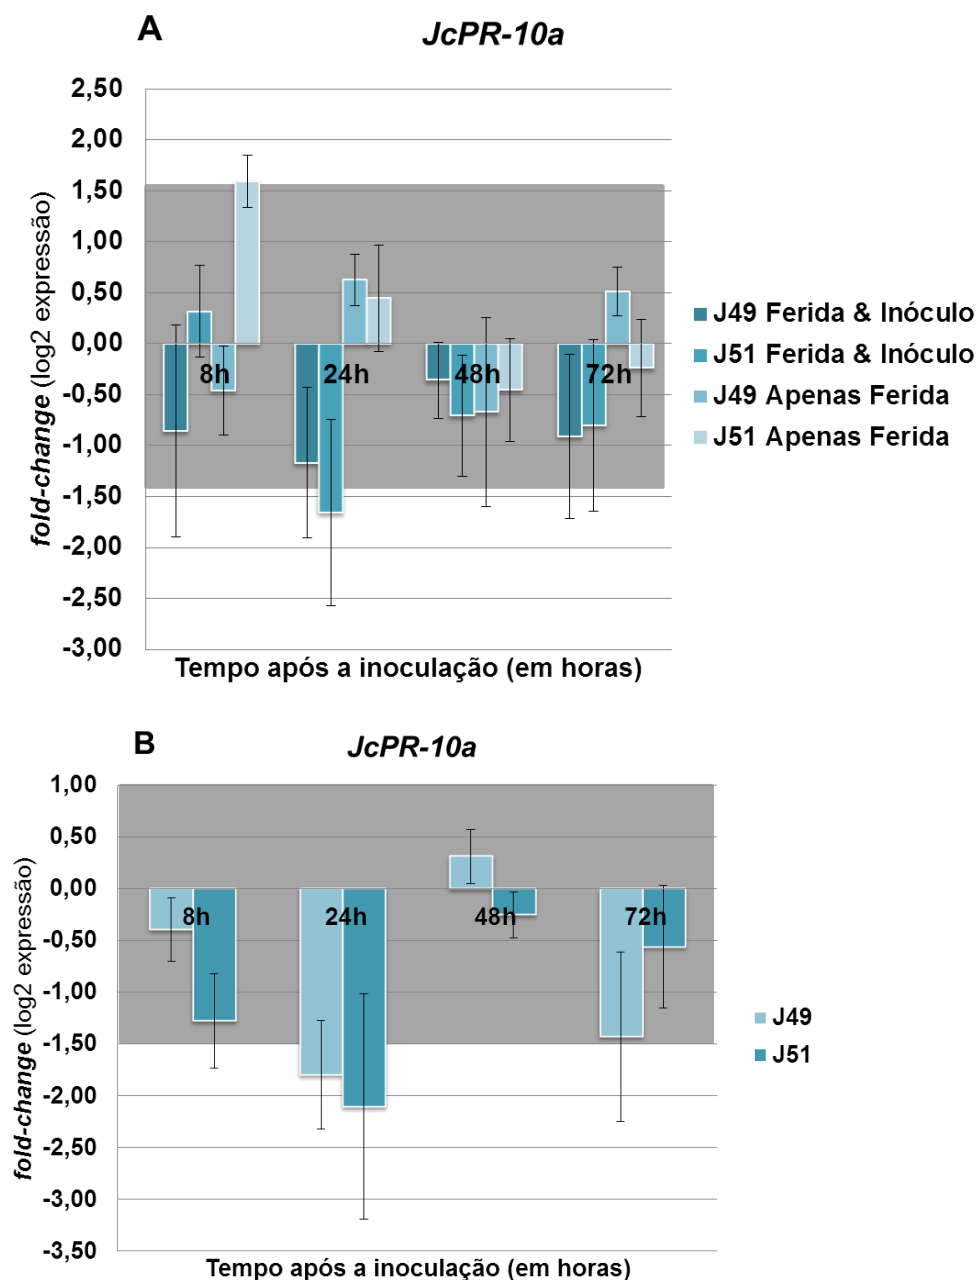 A
JcPR-10a
2,50
2,00
1,50
1,00
0,50
0,00
-0,50
-1,00
-1,50
-2,00
-2,50
-3,00
fold-change (log2 expressão)
8h 24h 48h 72h
J49 Ferida & Inóculo
J51 Ferida & Inóculo
J49 Apenas Ferida
J51 Apenas Ferida
Tempo após a inoculação (em horas)
B
JcPR-10a
1,00
0,50
0,00
-0,50
-1,00
-1,50
-2,00
-2,50
-3,00
-3,50
fold-change (log2 expressão)
8h 24h 48h 72h
J49
J51
Tempo após a inoculação (em horas)